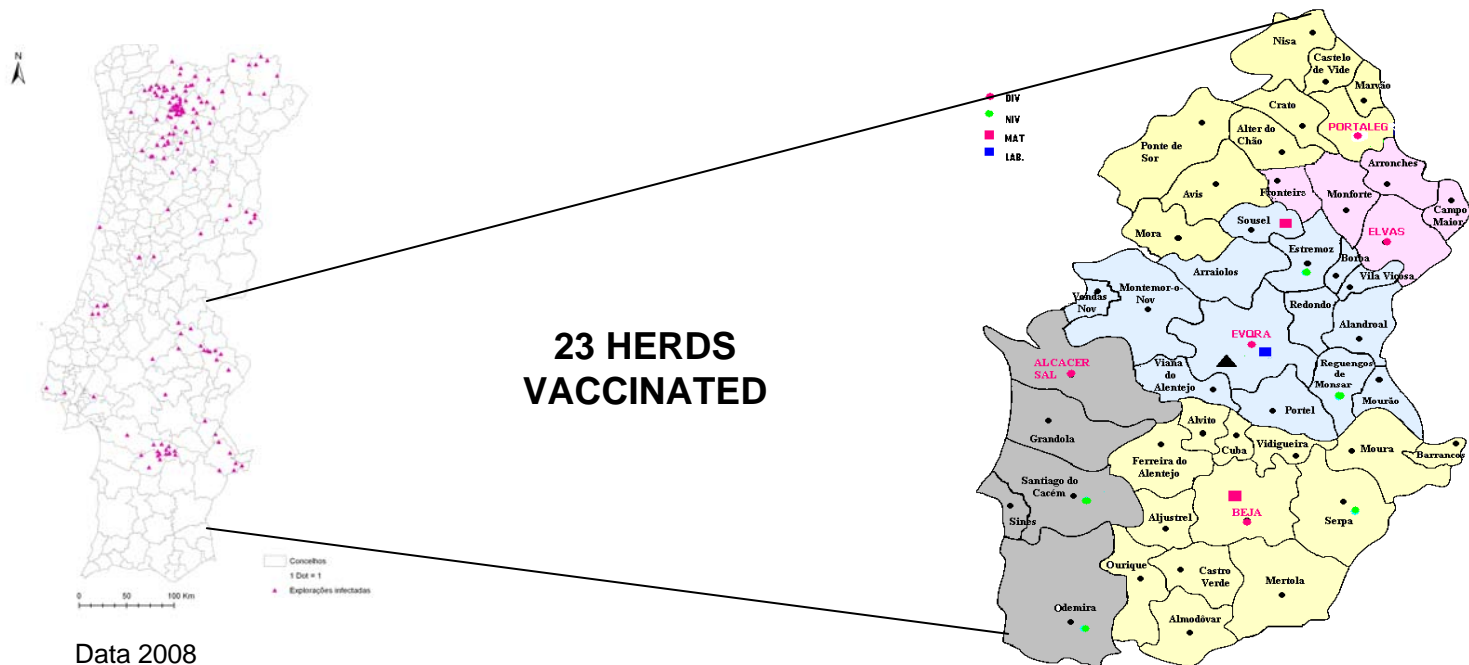 N
Concelhos
1 Dot = 1
Explorações infectadas
0 50 100 Km
Data 2008
23 HERDS
VACCINATED
DIV
NIV
MAT
LAB.
Nisa
Castelo
de Vide
Marvão
Crato
PORTALEG
Alter do
Chão
Ponte de
Sor
Arronches
Avis
Fronteira
Monforte
Campo
Maior
Sousel
ELVAS
Mora
Estremoz
Borba
Arraiolos
Vila Viçosa
Montemor-o-
Nov
Vendas
Nov
Redondo
Alandroal
EVORA
ALCACER
SAL
Viana
do
Alentejo
Reguengos
de
Monsar
Mourão
Portel
Grandola
Alvito
Cuba
Vidigueira
Moura
Barrancos
Ferreira do
Alentejo
Santiago do
Cacém
Sines
Aljustrel
BEJA
Serpa
Ourique
Castro
Verde
Mertola
Odemira
Almodôvar